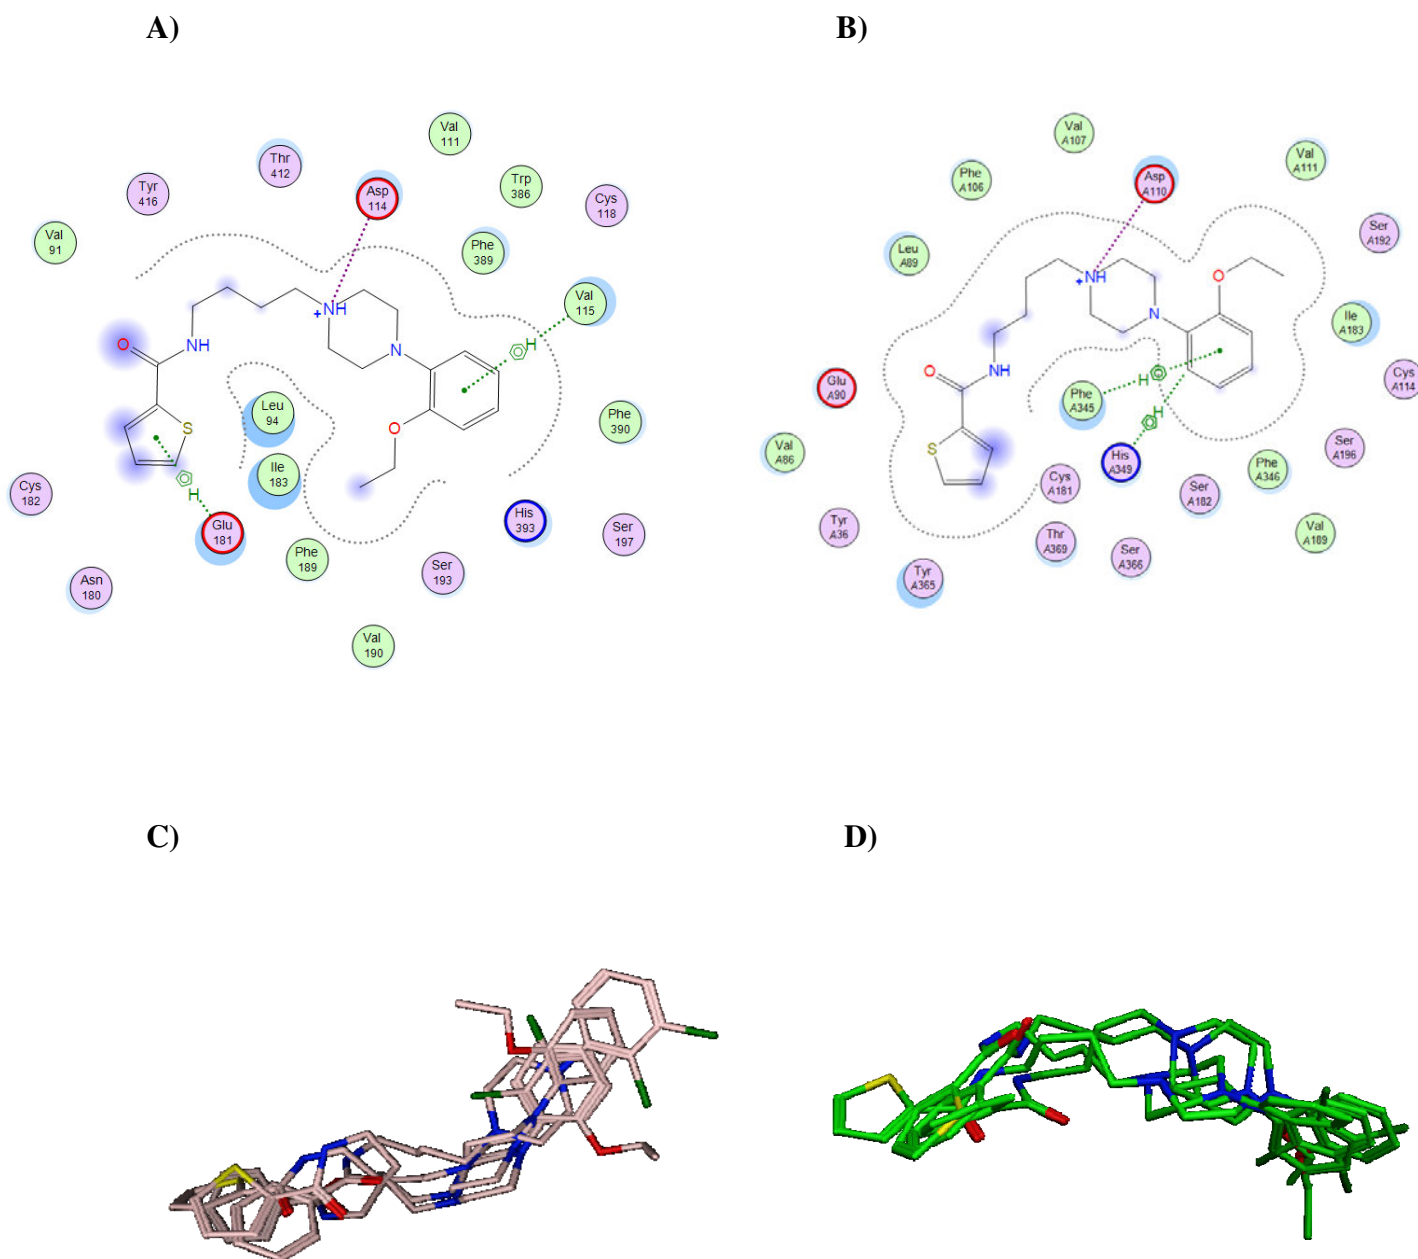 A)
B)
Val
111
Thr
412
Trp
386
Tyr
416
Asp
114
Cys
118
Val
91
Phe
389
Val
115
NH
+
O
NH
N
H
Leu
94
Phe
390
S
O
Ile
183
Cys
182
H
Glu
181
His
393
Ser
197
Phe
189
Ser
193
Asn
180
Val
190
Val
A107
Val
A111
Phe
A106
Asp
A110
Ser
A192
Leu
A89
NH
+
O
N
Ile
A183
O
NH
H
Cys
A114
Glu
A90
Phe
A345
H
Val
A86
S
His
A349
Ser
A196
Phe
A346
Cys
A181
Ser
A182
Tyr
A36
Thr
A369
Ser
A366
Val
A189
Tyr
A365
C)
D)